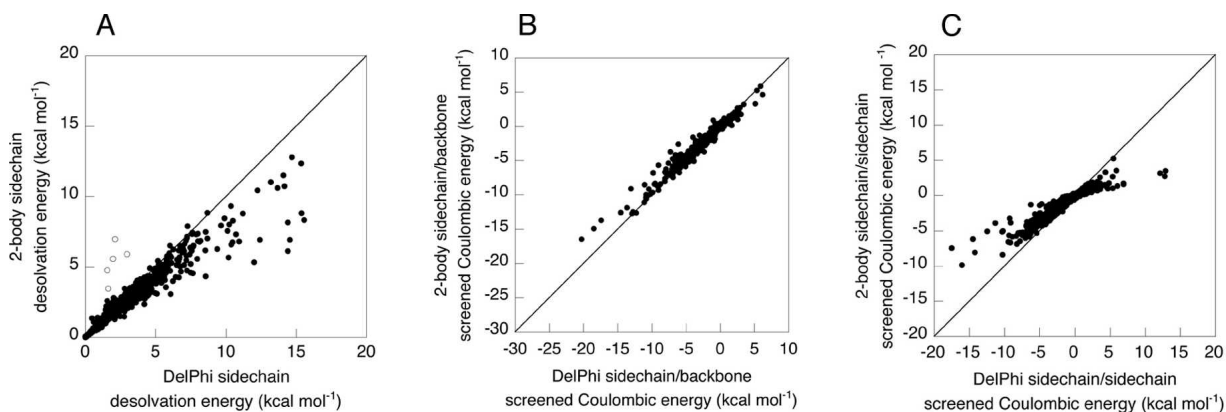 A
2-body sidechain
desolvation energy (kcal mol-1)
20
15
10
5
0
0 5 10 15 20
DelPhi sidechain
desolvation energy (kcal mol-1)
B
2-body sidechain/backbone
screened Coulombic energy (kcal mol-1)
10
5
0
-5
-10
-15
-20
-25
-30
-30 -25 -20 -15 -10 -5 0 5 10
DelPhi sidechain/backbone
screened Coulombic energy (kcal mol-1)
C
2-body sidechain/sidechain
screened Coulombic energy (kcal mol -1)
20
15
10
5
0
-5
-10
-15
-20
-20 -15 -10 -5 0 5 10 15 20
DelPhi sidechain/sidechain
screened Coulombic energy (kcal mol-1)